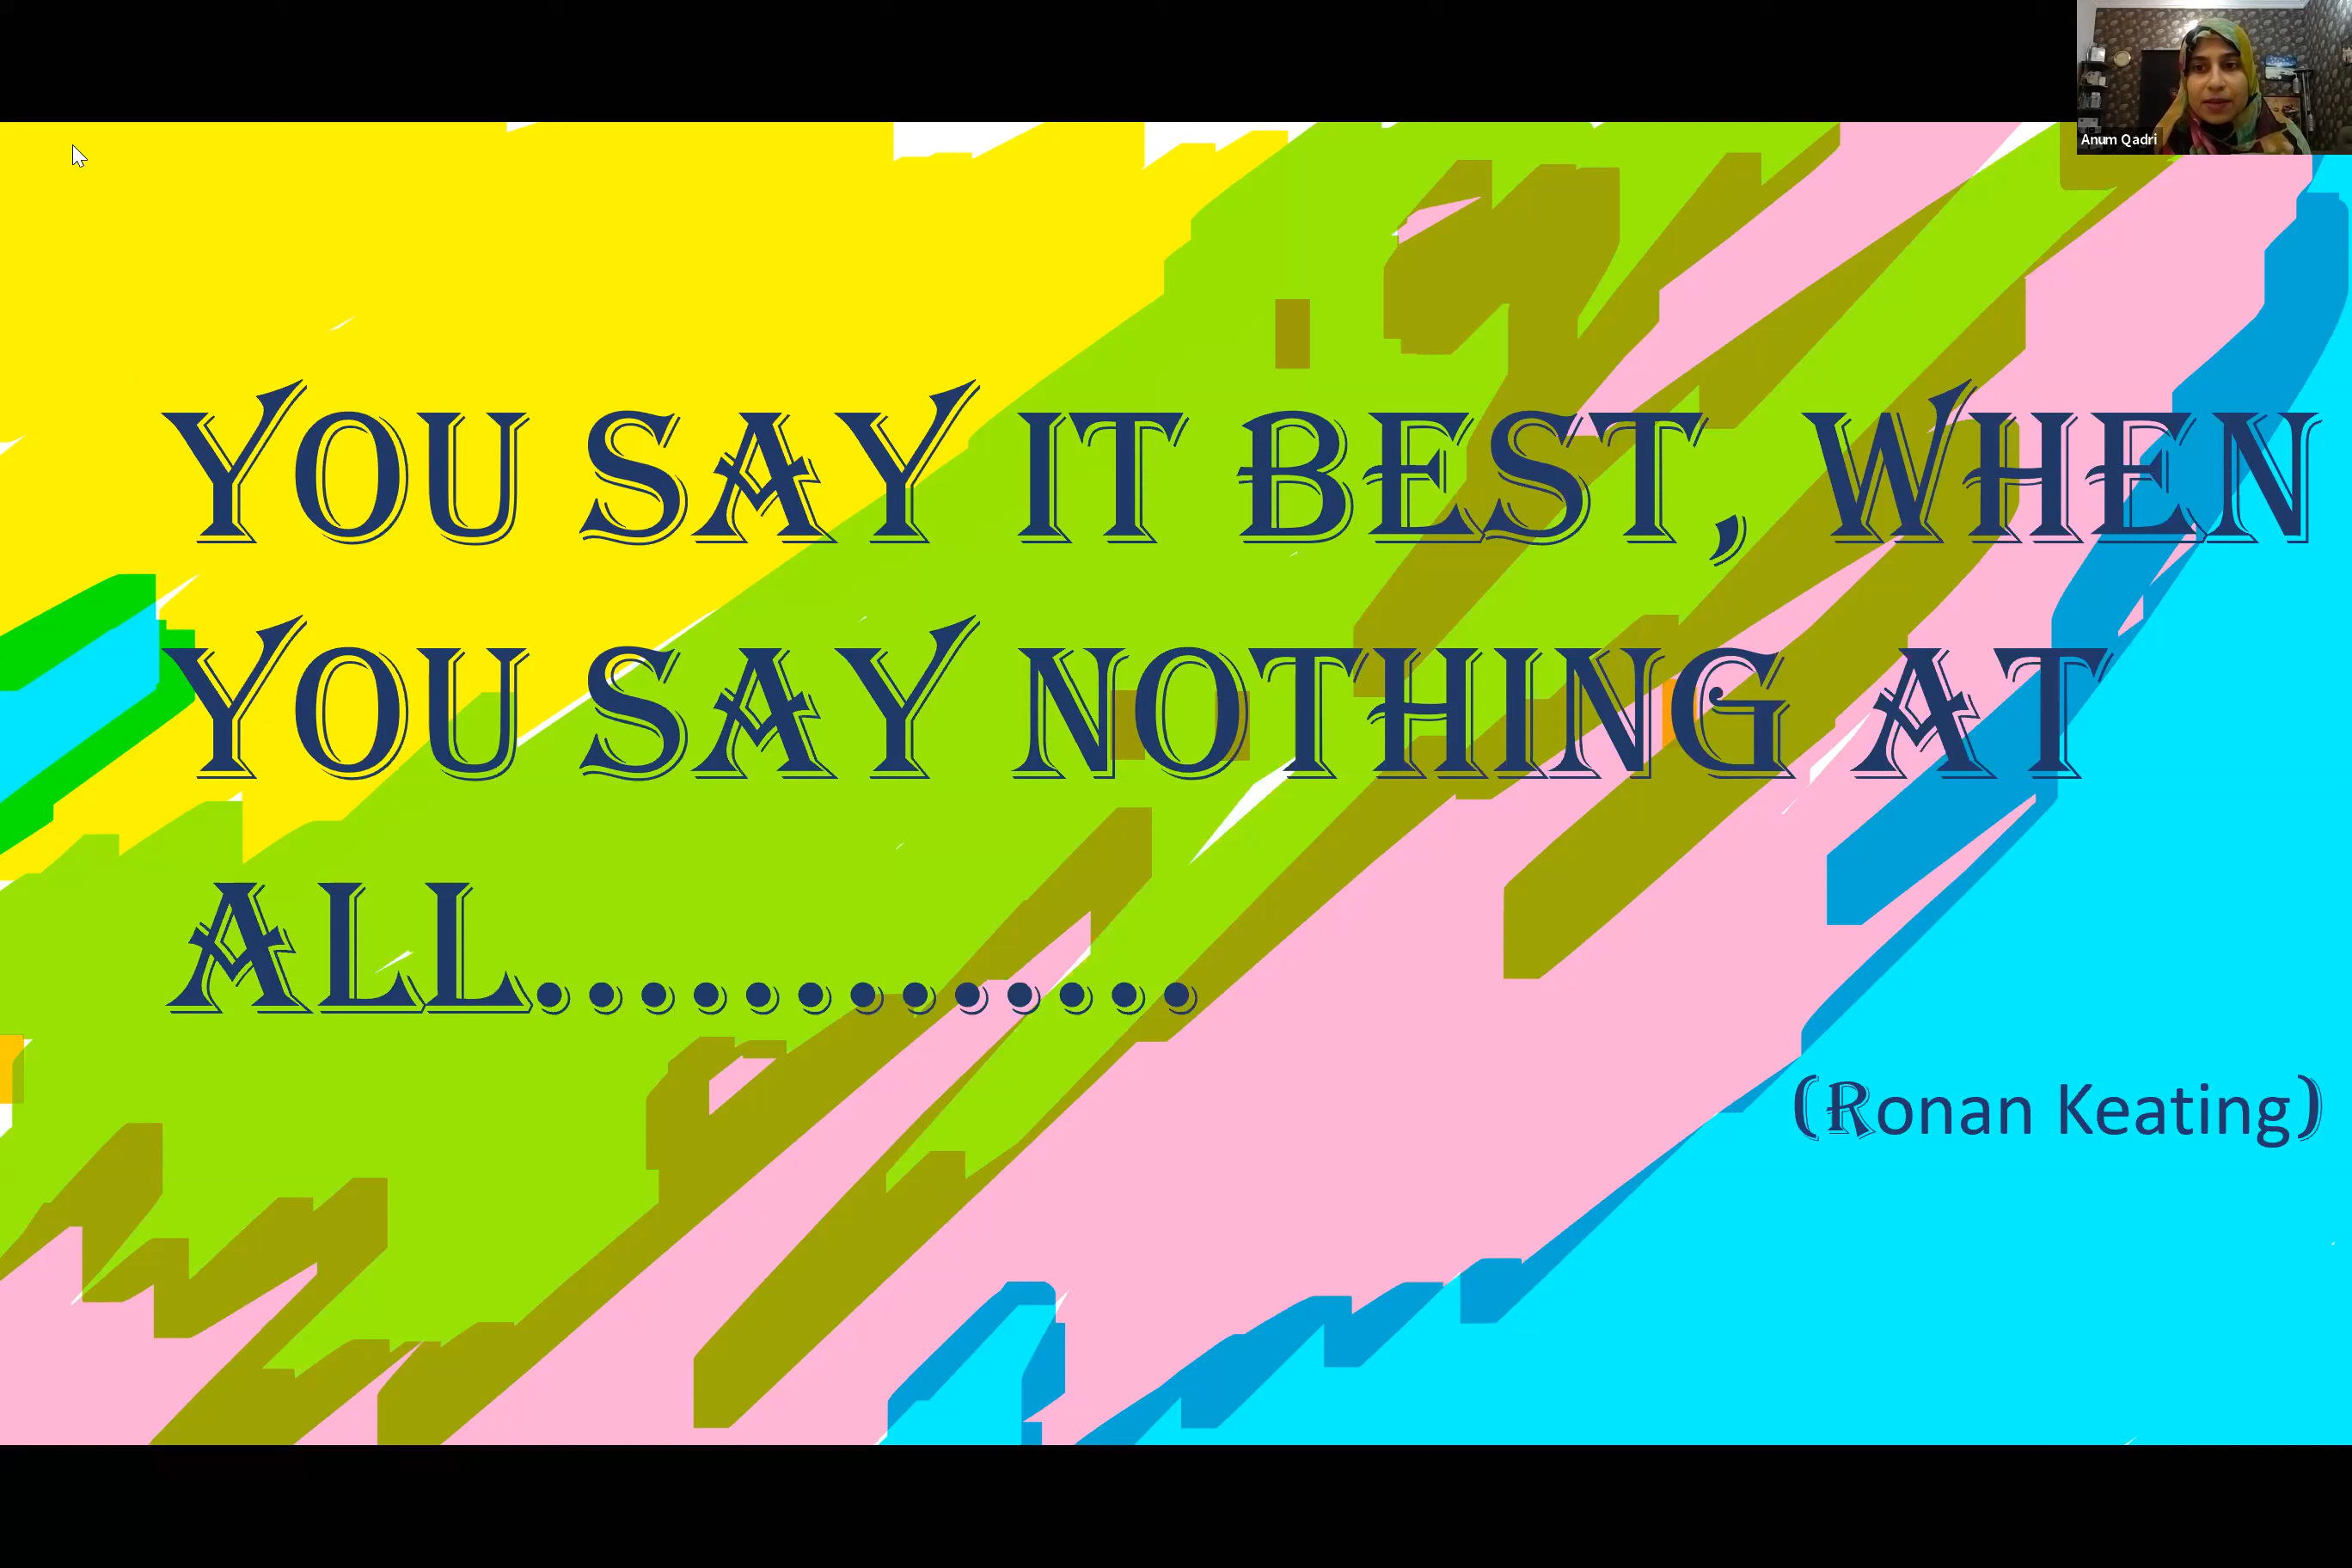 Anum Qadri
YOU SAY IT BEST, WHEN
YOU SAY NOTHING AT
ALL.............
(Ronan Keating)